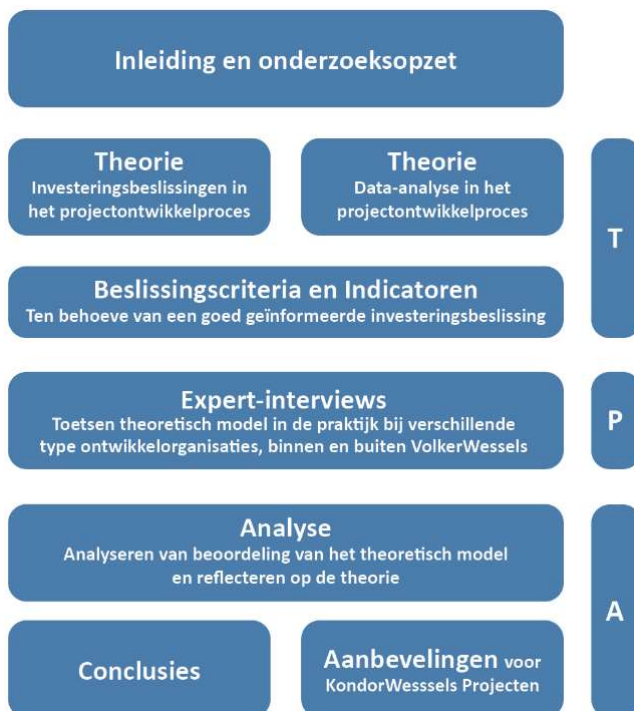 Inleiding en onderzoeksopzet
Theorie
Investeringsbeslissingen in
het projectontwikkelproces
Theorie
Data-analyse in het
projectontwikkelproces
T
Beslissingscriteria en Indicatoren
Ten behoeve van een goed geïnformeerde investeringsbeslissing
Expert-interviews
Toetsen theoretisch model in de praktijk bij verschillende
type ontwikkelorganisaties, binnen en buiten VolkerWessels
P
Analyse
Analyseren van beoordeling van het theoretisch model
en reflecteren op de theorie
A
Conclusies
Aanbevelingen voor
KondorWesssels Projecten